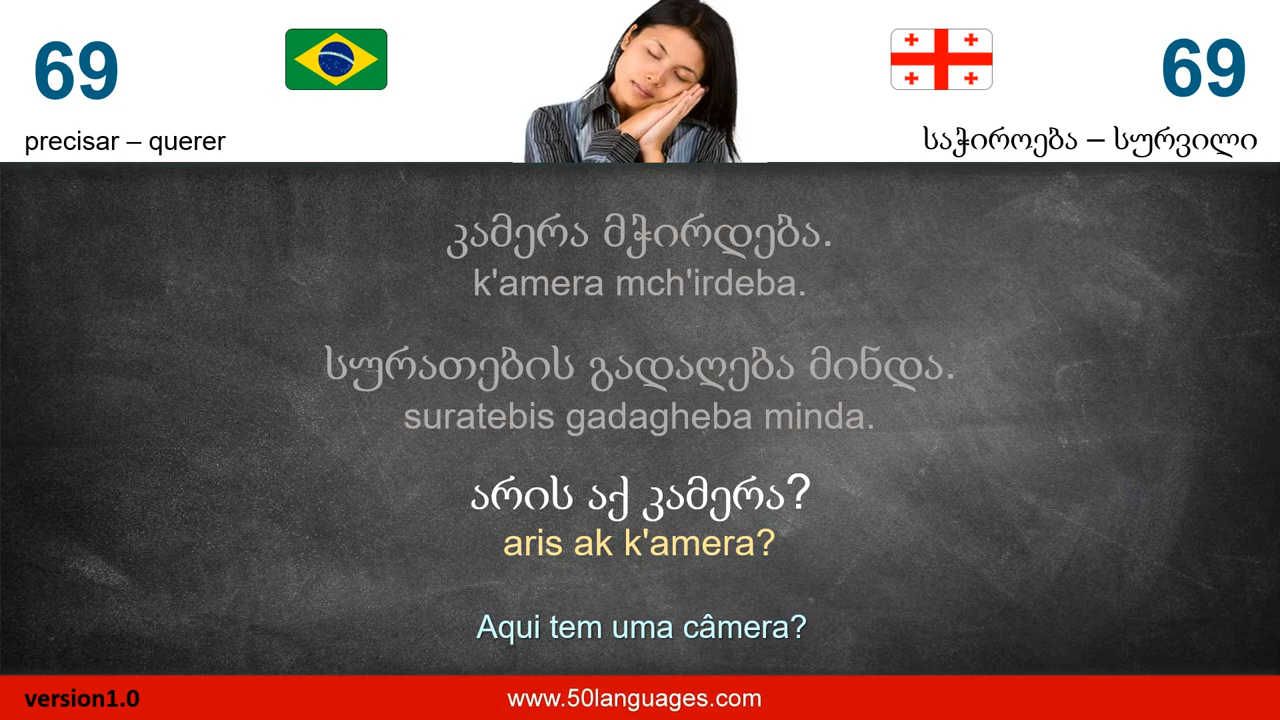 69
69
precisar – querer
საჭიროება – სურვილი
კამერა მჭირდება.
k'amera mch'irdeba.
სურათების გადაღება მინდა.
suratebis gadagheba minda.
არის აქ კამერა?
aris ak k'amera?
Aqui tem uma câmera?
version1.0
www.50languages.com